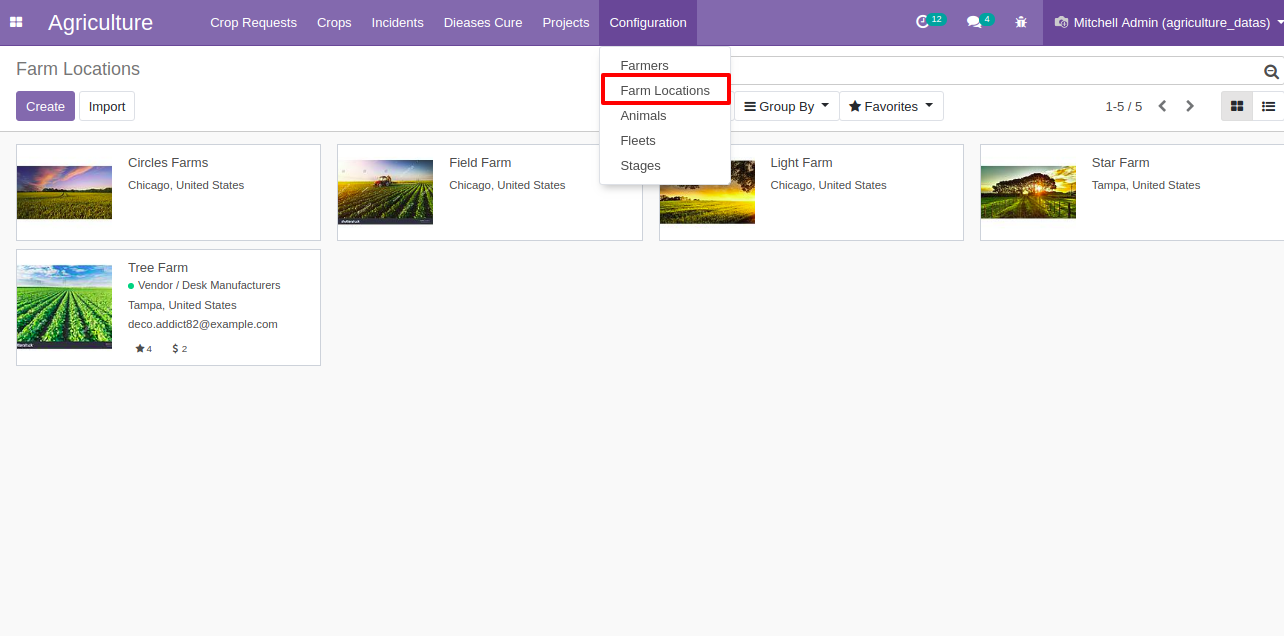 Agriculture Crop Requests Crops Incidents Dieases Cure Projects Configuration 12 4 Mitchell Admin (agriculture_datas)
Farm Locations
Create Import
Farmers
Farm Locations
Animals
Fleets
Stages
Group By Favorites 1-5 / 5
Circles Farms
Chicago, United States
Field Farm
Chicago, United States
Light Farm
Chicago, United States
Star Farm
Tampa, United States
Tree Farm
Vendor / Desk Manufacturers
Tampa, United States
deco.addict82@example.com
4 $ 2